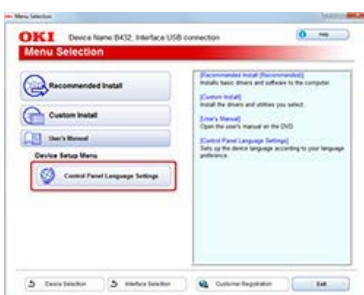 Menu Selection
OKI Device Name: B432, Interface: USB connection
Help
Menu Selection
Recommended Install
Custom Install
User's Manual
Device Setup Menu
Control Panel Language Settings
[Recommended Install (Recommended)]
Installs basic drivers and software to the computer.
[Custom Install]
Install the drivers and utilities you select.
[User's Manual]
Open the user's manual on the DVD.
[Control Panel Language Settings]
Sets up the device language according to your language
preference.
Device Selection
Interface Selection
Customer Registration
Exit